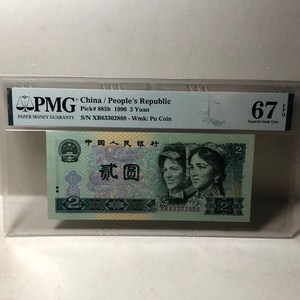 PMG
PAPER MONEY GUARANTY
China / People's Republic
Pick# 885b 1990 2 Yuan
S/N XB83302888 - Wmk: Pu Coin
67 EPQ
Superb Gem Unc
中国人民银行
贰圆
2
2
XB83302888